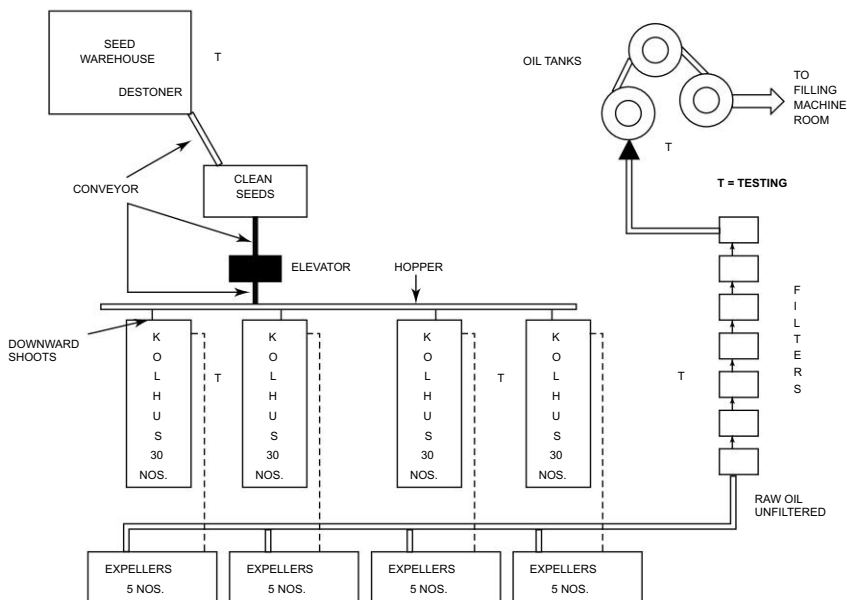 SEED
WAREHOUSE
DESTONER
T
OIL TANKS
TO
FILLING
MACHINE
ROOM
T
T = TESTING
CONVEYOR
CLEAN
SEEDS
ELEVATOR
HOPPER
DOWNWARD
SHOOTS
K
O
L
H
U
S
30
NOS.
T
K
O
L
H
U
S
30
NOS.
K
O
L
H
U
S
30
NOS.
T
K
O
L
H
U
S
30
NOS.
T
F
I
L
T
E
R
S
RAW OIL
UNFILTERED
EXPELLERS
5 NOS.
EXPELLERS
5 NOS.
EXPELLERS
5 NOS.
EXPELLERS
5 NOS.